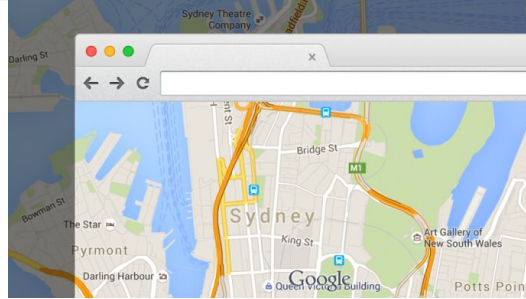 Sydney Theatre
Company
Darling St
Bridge St
M1
Bowman St
The Star
Sydney
Art Gallery of
New South Wales
King St
Pyrmont
Darling Harbour
Google
Queen Victoria Building
Potts Poin